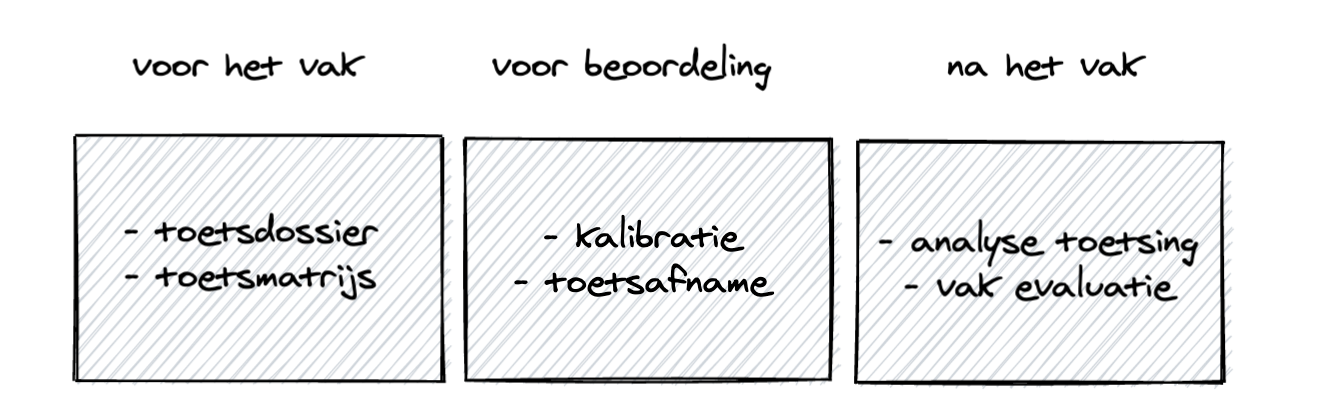 voor het vak
voor beoordeling
na het vak
- toetsdossier
- toetsmatrijs
- kalibratie
- toetsafname
- analyse toetsing
- vak evaluatie